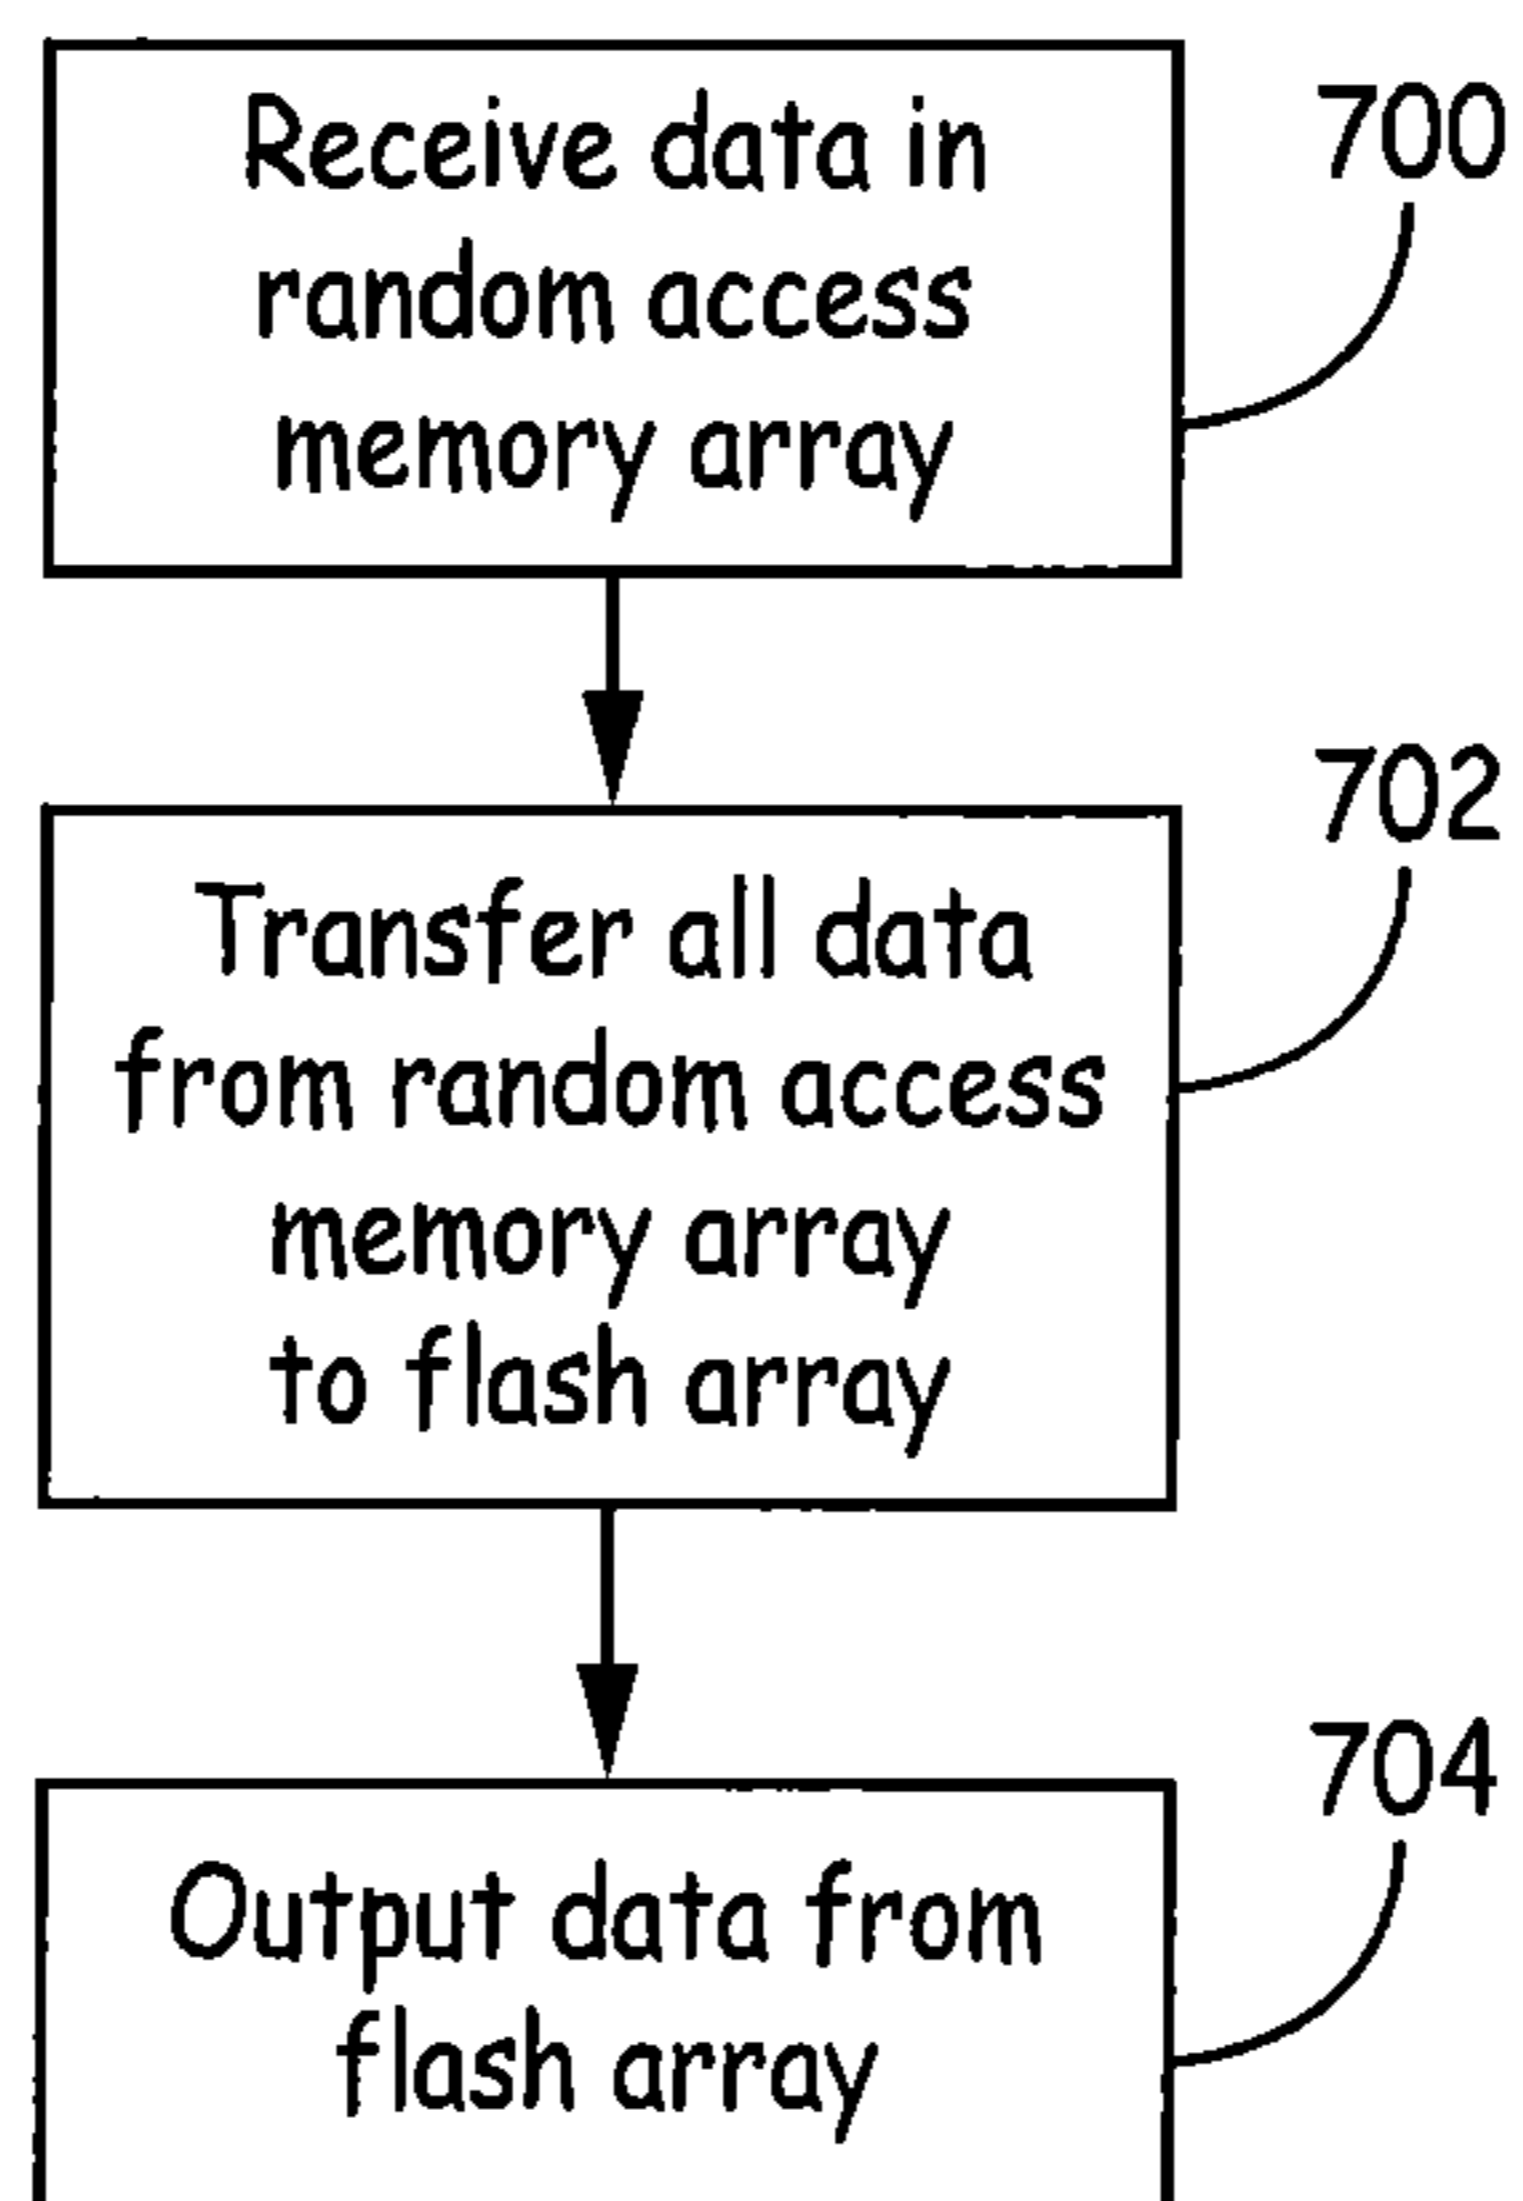 Receive data in
random access
memory array
700
Transfer all data
from random access
memory array
to flash array
702
Output data from
flash array
704